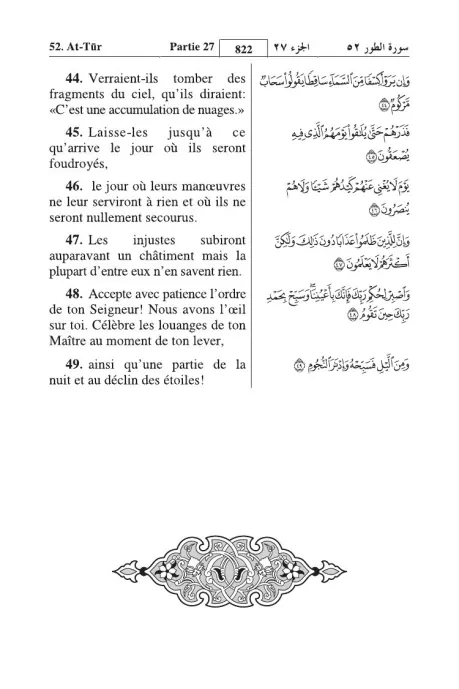 52. At-Tūr Partie 27 822 الجزء ٢٧ سورة الطور ٥٢
44. Verraient-ils tomber des
fragments du ciel, qu’ils diraient:
«C’est une accumulation de nuages.»
وَإِن يَرَوْاْ كِسْفًا مِّنَ ٱلسَّمَآءِ سَاقِطًا يَقُولُواْ سَحَابٌ
مَّرْكُومٌ ﴿٤٤﴾
45. Laisse-les jusqu’à ce
qu’arrive le jour où ils seront
foudroyés,
فَذَرْهُمْ حَتَّىٰ يُلَٰقُواْ يَوْمَهُمُ ٱلَّذِى فِيهِ
يُصْعَقُونَ ﴿٤٥﴾
46. le jour où leurs manœuvres
ne leur serviront à rien et où ils ne
seront nullement secourus.
يَوْمَ لَا يُغْنِى عَنْهُمْ كَيْدُهُمْ شَيْـًٔا وَلَا هُمْ
يُنصَرُونَ ﴿٤٦﴾
47. Les injustes subiront
auparavant un châtiment mais la
plupart d’entre eux n’en savent rien.
وَإِنَّ لِلَّذِينَ ظَلَمُواْ عَذَابًا دُونَ ذَٰلِكَ وَلَٰكِنَّ
أَكْثَرَهُمْ لَا يَعْلَمُونَ ﴿٤٧﴾
48. Accepte avec patience l’ordre
de ton Seigneur! Nous avons l’œil
sur toi. Célèbre les louanges de ton
Maître au moment de ton lever,
وَٱصْبِرْ لِحُكْمِ رَبِّكَ فَإِنَّكَ بِأَعْيُنِنَا ۖ وَسَبِّحْ بِحَمْدِ
رَبِّكَ حِينَ تَقُومُ ﴿٤٨﴾
49. ainsi qu’une partie de la
nuit et au déclin des étoiles!
وَمِنَ ٱلَّيْلِ فَسَبِّحْهُ وَإِدْبَٰرَ ٱلنُّجُومِ ﴿٤٩﴾